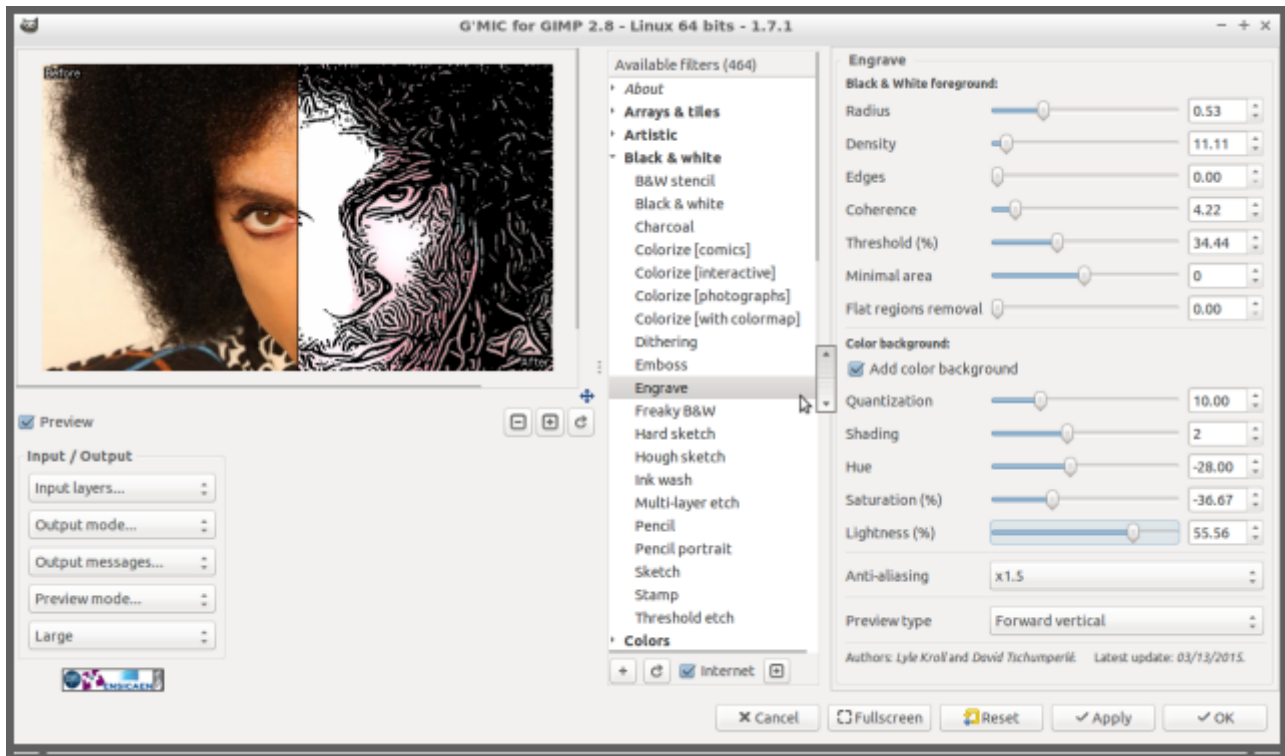 G'MIC for GIMP 2.8 - Linux 64 bits - 1.7.1
Before
After
Preview
Input / Output
Input layers...
Output mode...
Output messages...
Preview mode...
Large
ENSICAEN
Available filters (464)
About
Arrays & tiles
Artistic
Black & white
B&W stencil
Black & white
Charcoal
Colorize [comics]
Colorize [interactive]
Colorize [photographs]
Colorize [with colormap]
Dithering
Emboss
Engrave
Freaky B&W
Hard sketch
Hough sketch
Ink wash
Multi-layer etch
Pencil
Pencil portrait
Sketch
Stamp
Threshold etch
Colors
Internet
Engrave
Black & White foreground:
Radius 0.53
Density 11.11
Edges 0.00
Coherence 4.22
Threshold (%) 34.44
Minimal area 0
Flat regions removal 0.00
Color background:
Add color background
Quantization 10.00
Shading 2
Hue -28.00
Saturation (%) -36.67
Lightness (%) 55.56
Anti-aliasing x1.5
Preview type Forward vertical
Authors: Lyle Kroll and David Tschumperlé. Latest update: 03/13/2015.
Cancel Fullscreen Reset Apply OK